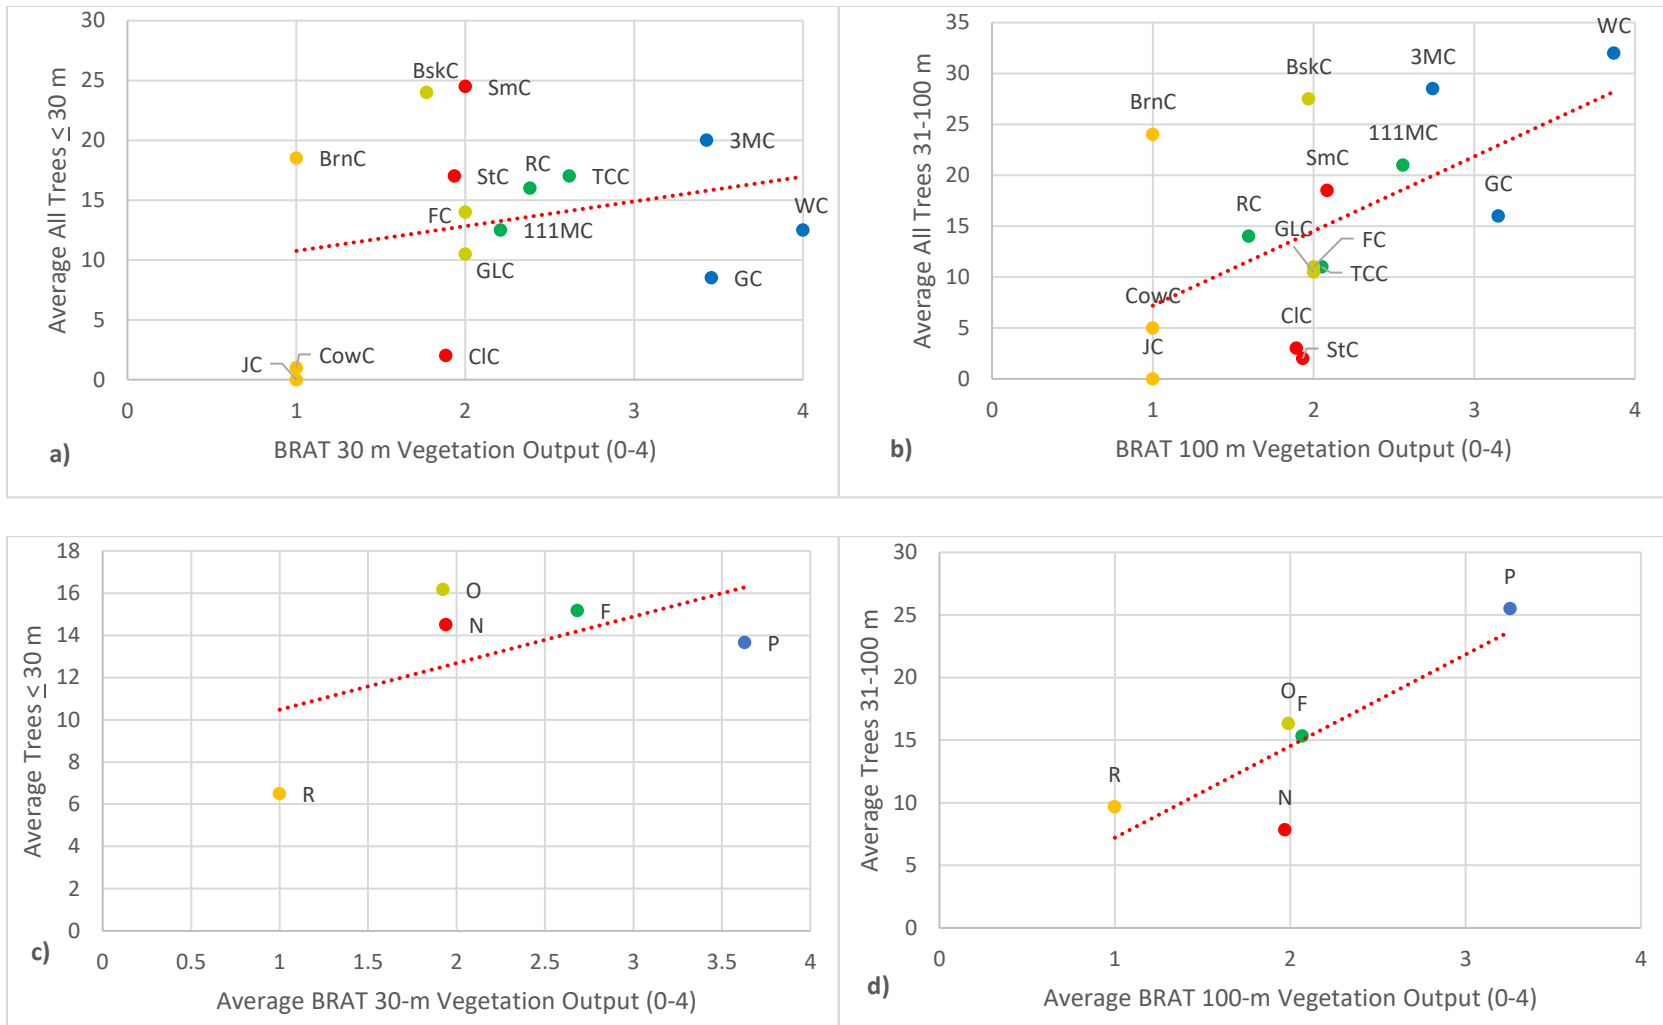 30
25
20
15
10
5
0
0
1
2
3
4
Average All Trees ≤ 30 m
BskC
SmC
BrnC
StC
RC
TCC
3MC
FC
111MC
WC
GLC
GC
JC
CowC
ClC
a)
BRAT 30 m Vegetation Output (0-4)
35
30
25
20
15
10
5
0
0
1
2
3
4
Average All Trees 31-100 m
WC
3MC
BskC
BrnC
111MC
SmC
GC
RC
GLC
FC
TCC
CowC
ClC
JC
StC
b)
BRAT 100 m Vegetation Output (0-4)
18
16
14
12
10
8
6
4
2
0
0
0.5
1
1.5
2
2.5
3
3.5
4
Average Trees ≤ 30 m
O
N
F
P
R
c)
Average BRAT 30-m Vegetation Output (0-4)
30
25
20
15
10
5
0
0
1
2
3
4
Average Trees 31-100 m
P
O
F
R
N
d)
Average BRAT 100-m Vegetation Output (0-4)